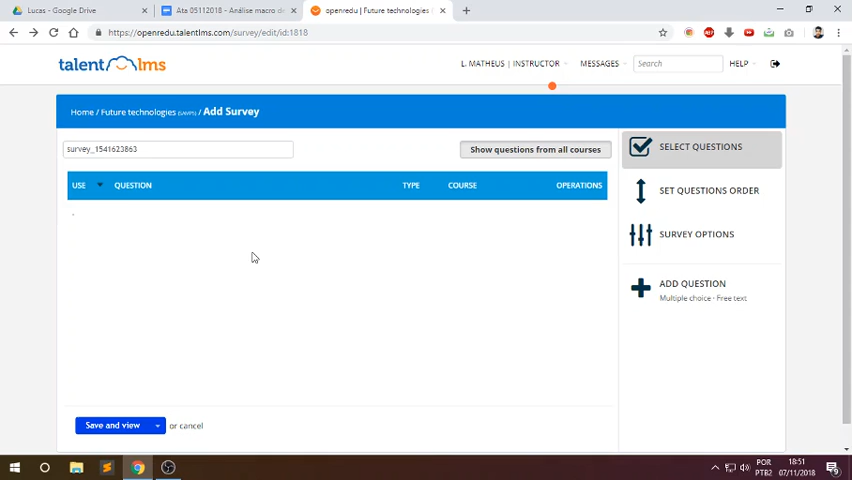 Lucas - Google Drive
Ata 05112018 - Análise macro d
openredu | Future technologies
https://openredu.talentlms.com/survey/edit/id:1818
talent lms
L. MATHEUS | INSTRUCTOR
MESSAGES
Search
HELP
Home / Future technologies (UWPS) / Add Survey
survey_1541623863
Show questions from all courses
SELECT QUESTIONS
USE QUESTION TYPE COURSE OPERATIONS
SET QUESTIONS ORDER
SURVEY OPTIONS
ADD QUESTION
Multiple choice · Free text
Save and view or cancel
POR 18:51
PTB2 07/11/2018